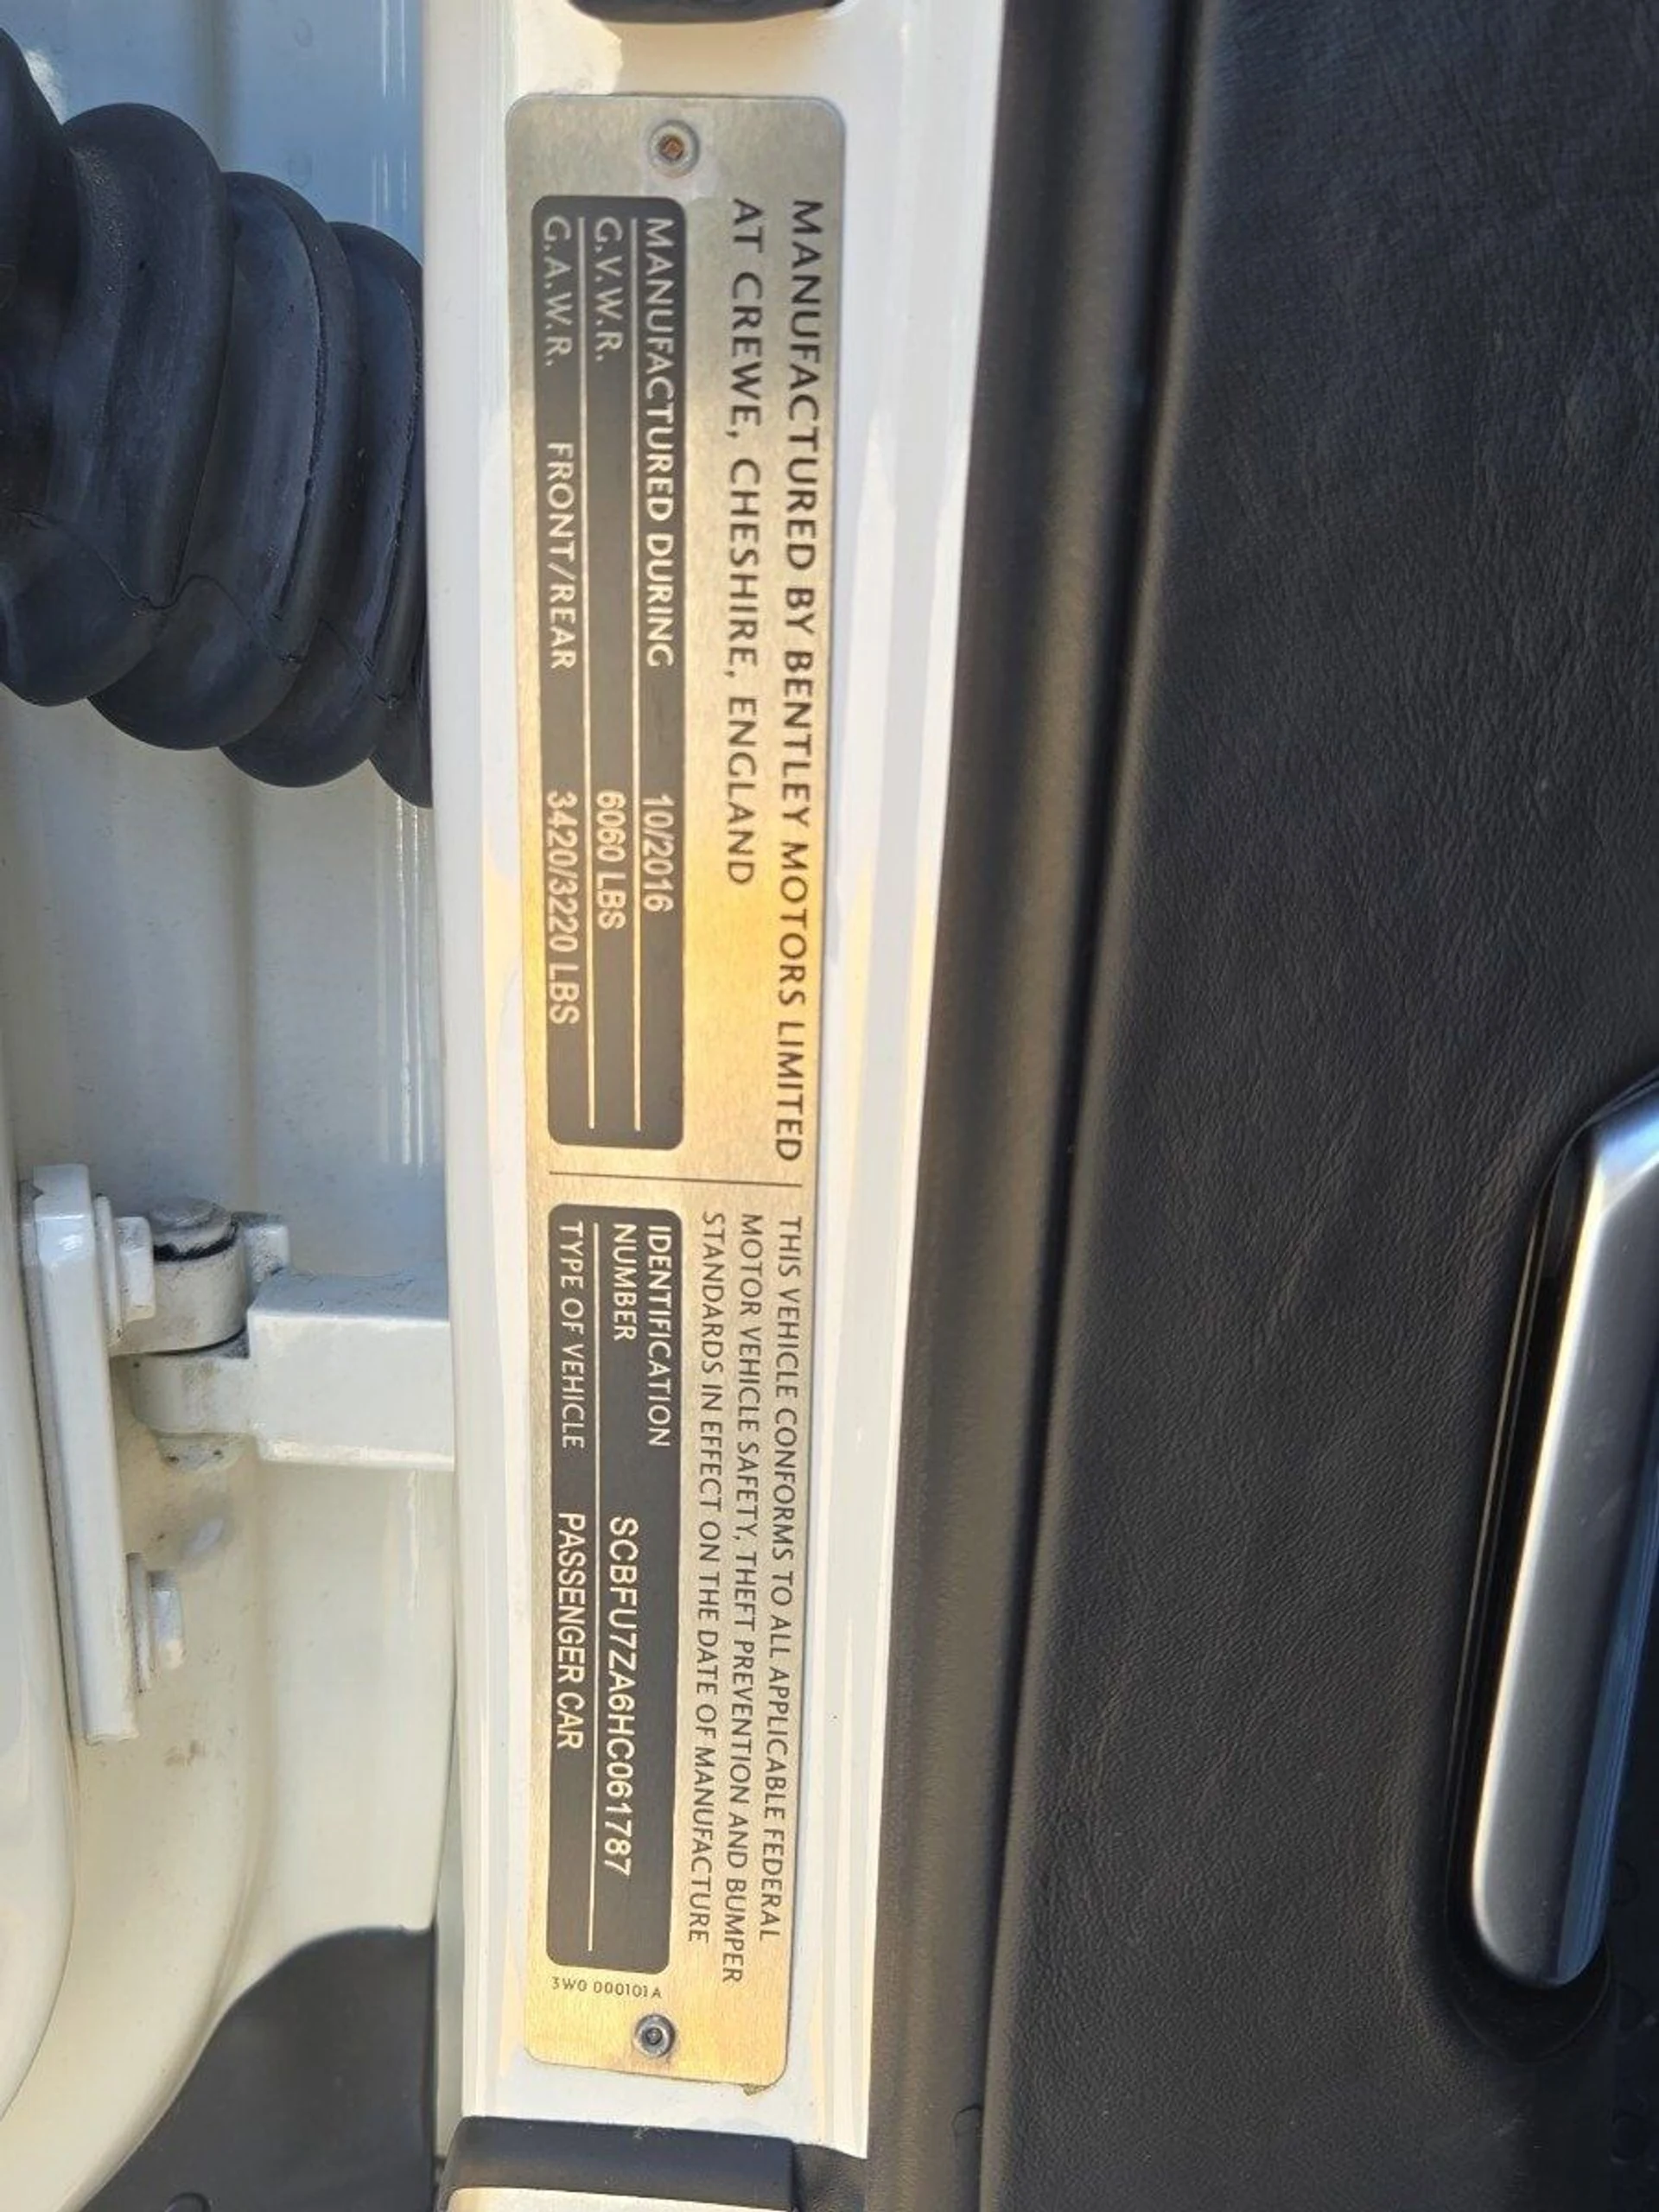 MANUFACTURED BY BENTLEY MOTORS LIMITED
AT CREWE, CHESHIRE, ENGLAND
MANUFACTURED DURING 10/2016
G.V.W.R. 6060 LBS
G.A.W.R. FRONT/REAR 3420/3220 LBS
THIS VEHICLE CONFORMS TO ALL APPLICABLE FEDERAL
MOTOR VEHICLE SAFETY, THEFT PREVENTION AND BUMPER
STANDARDS IN EFFECT ON THE DATE OF MANUFACTURE
IDENTIFICATION
NUMBER SCBFU7ZA6HC061787
TYPE OF VEHICLE PASSENGER CAR
3W0 000101A